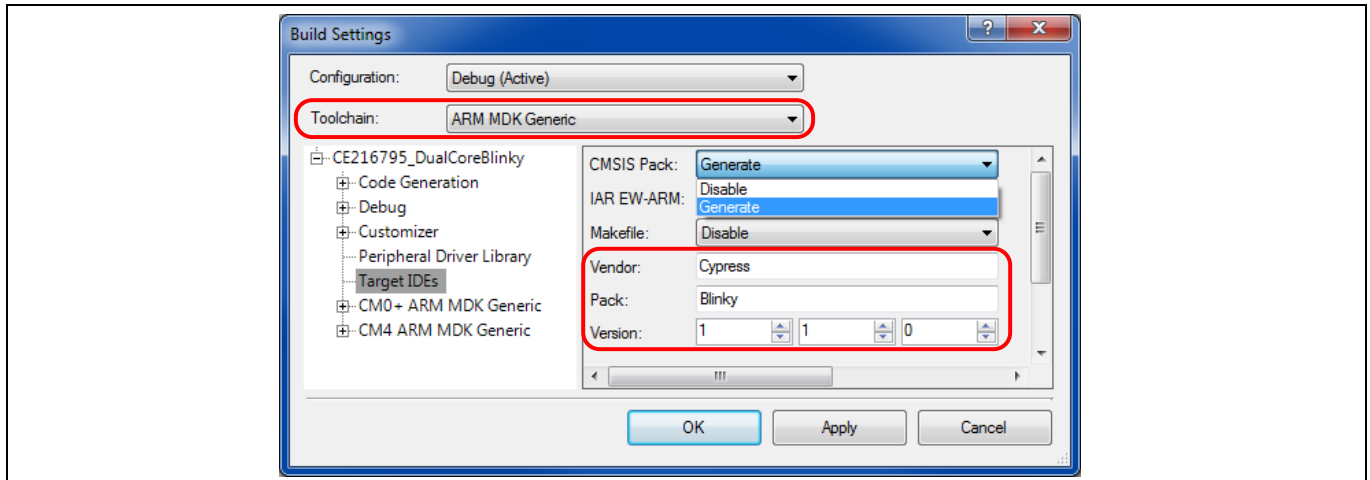 Build Settings
Configuration: Debug (Active)
Toolchain: ARM MDK Generic
CE216795_DualCoreBlinky
Code Generation
Debug
Customizer
Peripheral Driver Library
Target IDEs
CM0+ ARM MDK Generic
CM4 ARM MDK Generic
CMSIS Pack: Generate
Disable
IAR EW-ARM: Generate
Makefile: Disable
Vendor: Cypress
Pack: Blinky
Version: 1 1 0
OK Apply Cancel